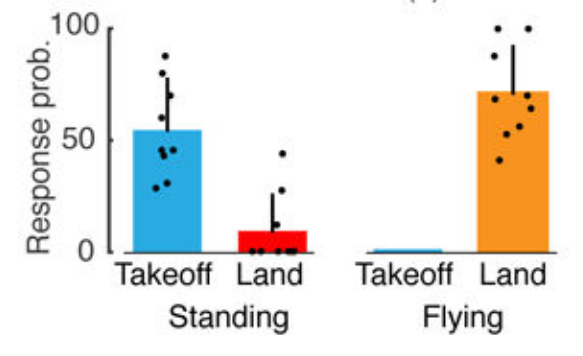 Response prob.
100
50
0
Takeoff Land Takeoff Land
Standing Flying